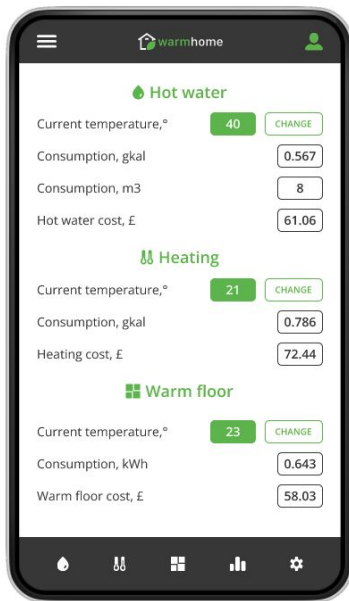 warmhome
Hot water
Current temperature,° 40 CHANGE
Consumption, gkal 0.567
Consumption, m3 8
Hot water cost, £ 61.06
Heating
Current temperature,° 21 CHANGE
Consumption, gkal 0.786
Heating cost, £ 72.44
Warm floor
Current temperature,° 23 CHANGE
Consumption, kWh 0.643
Warm floor cost, £ 58.03